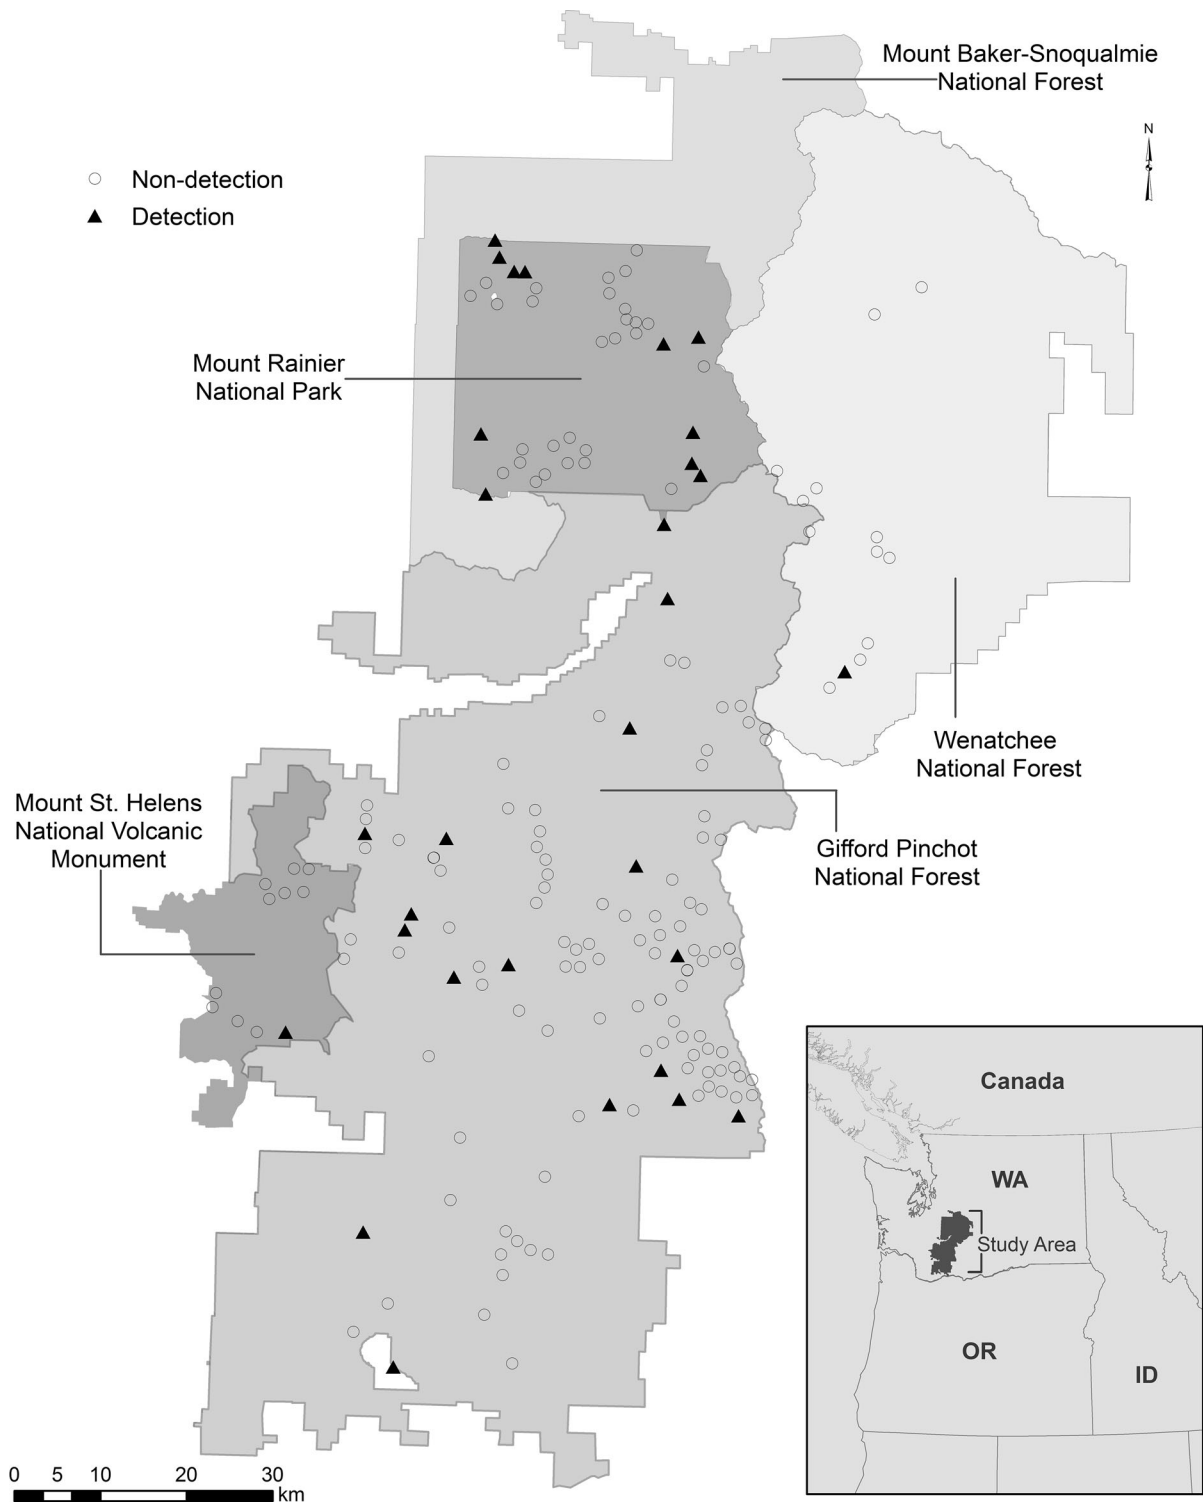 Mount Baker-Snoqualmie
National Forest
N
Non-detection
Detection
Mount Rainier
National Park
Wenatchee
National Forest
Mount St. Helens
National Volcanic
Monument
Gifford Pinchot
National Forest
Canada
WA
Study Area
OR
ID
0 5 10 20 30
km